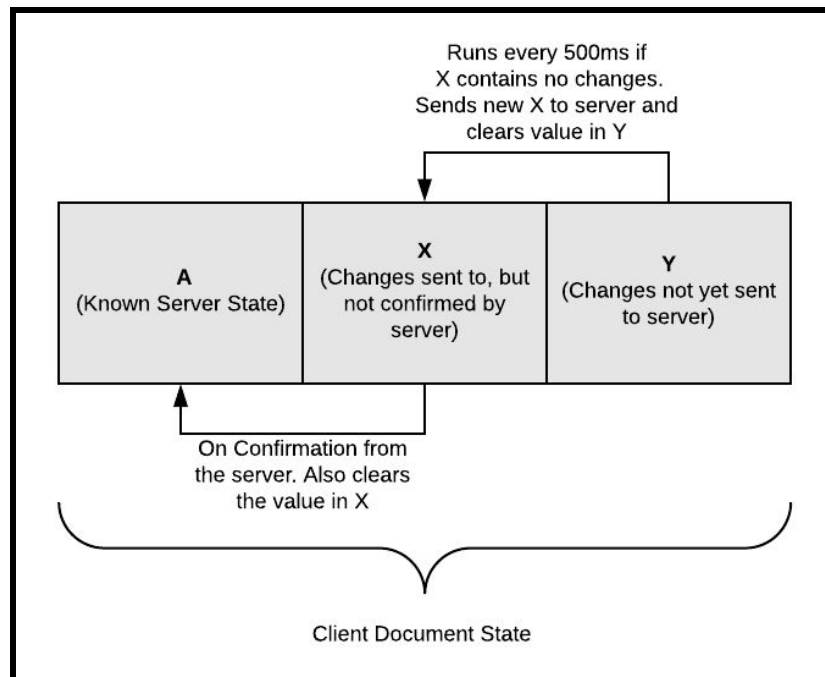 Runs every 500ms if
X contains no changes.
Sends new X to server and
clears value in Y
A
(Known Server State)
X
(Changes sent to, but
not confirmed by
server)
Y
(Changes not yet sent
to server)
On Confirmation from
the server. Also clears
the value in X
Client Document State